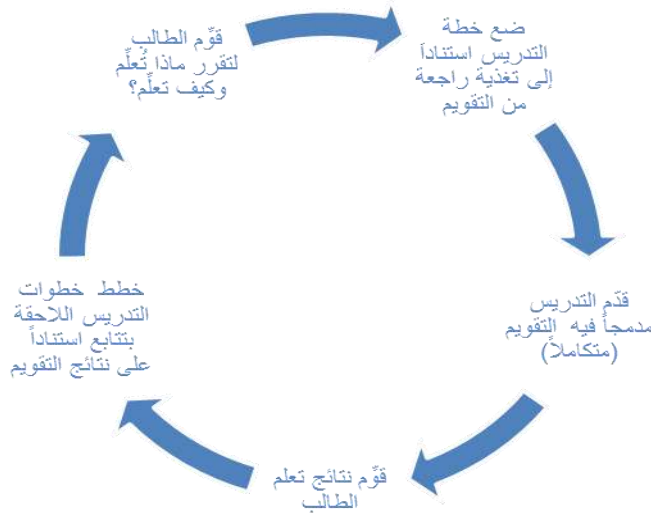 قوِّم الطالب
لتقرر ماذا تُعلِّم
وكيف تعلِّم؟
ضع خطة
التدريس استناداً
إلى تغذية راجعة
من التقويم
قدّم التدريس
مدمجاً فيه التقويم
(متكاملاً)
قوِّم نتائج تعلم
الطالب
خطط خطوات
التدريس اللاحقة
بتتابع استناداً
على نتائج التقويم